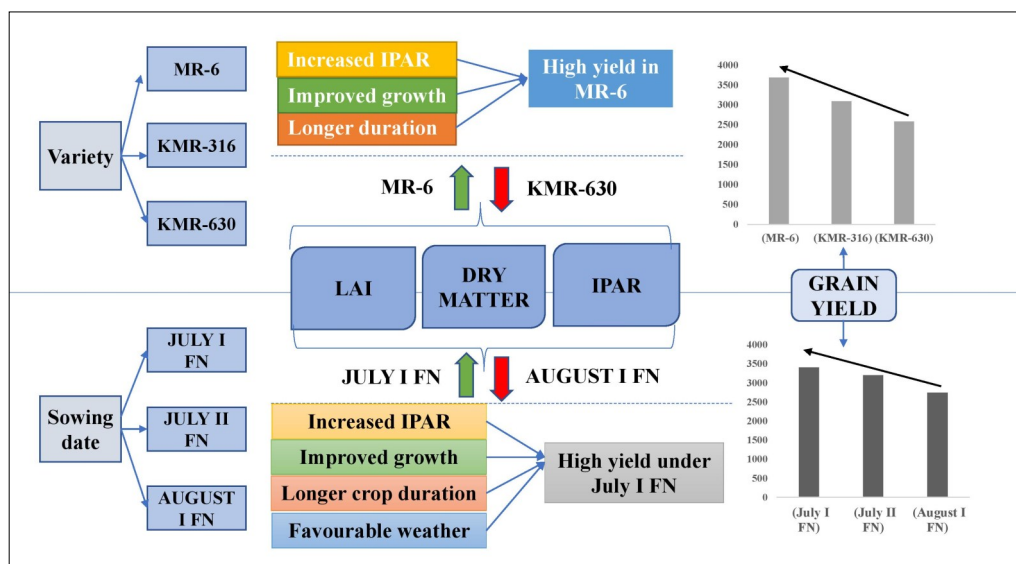 Variety
MR-6
KMR-316
KMR-630
Increased IPAR
Improved growth
Longer duration
High yield in
MR-6
MR-6
KMR-630
4000
3500
3000
2500
2000
1500
1000
500
0
(MR-6) (KMR-316) (KMR-630)
LAI
DRY
MATTER
IPAR
GRAIN
YIELD
Sowing
date
JULY I
FN
JULY II
FN
AUGUST
I FN
JULY I FN
AUGUST I FN
Increased IPAR
Improved growth
Longer crop duration
Favourable weather
High yield under
July I FN
4000
3500
3000
2500
2000
1500
1000
500
0
(July I
FN)
(July II
FN)
(August I
FN)